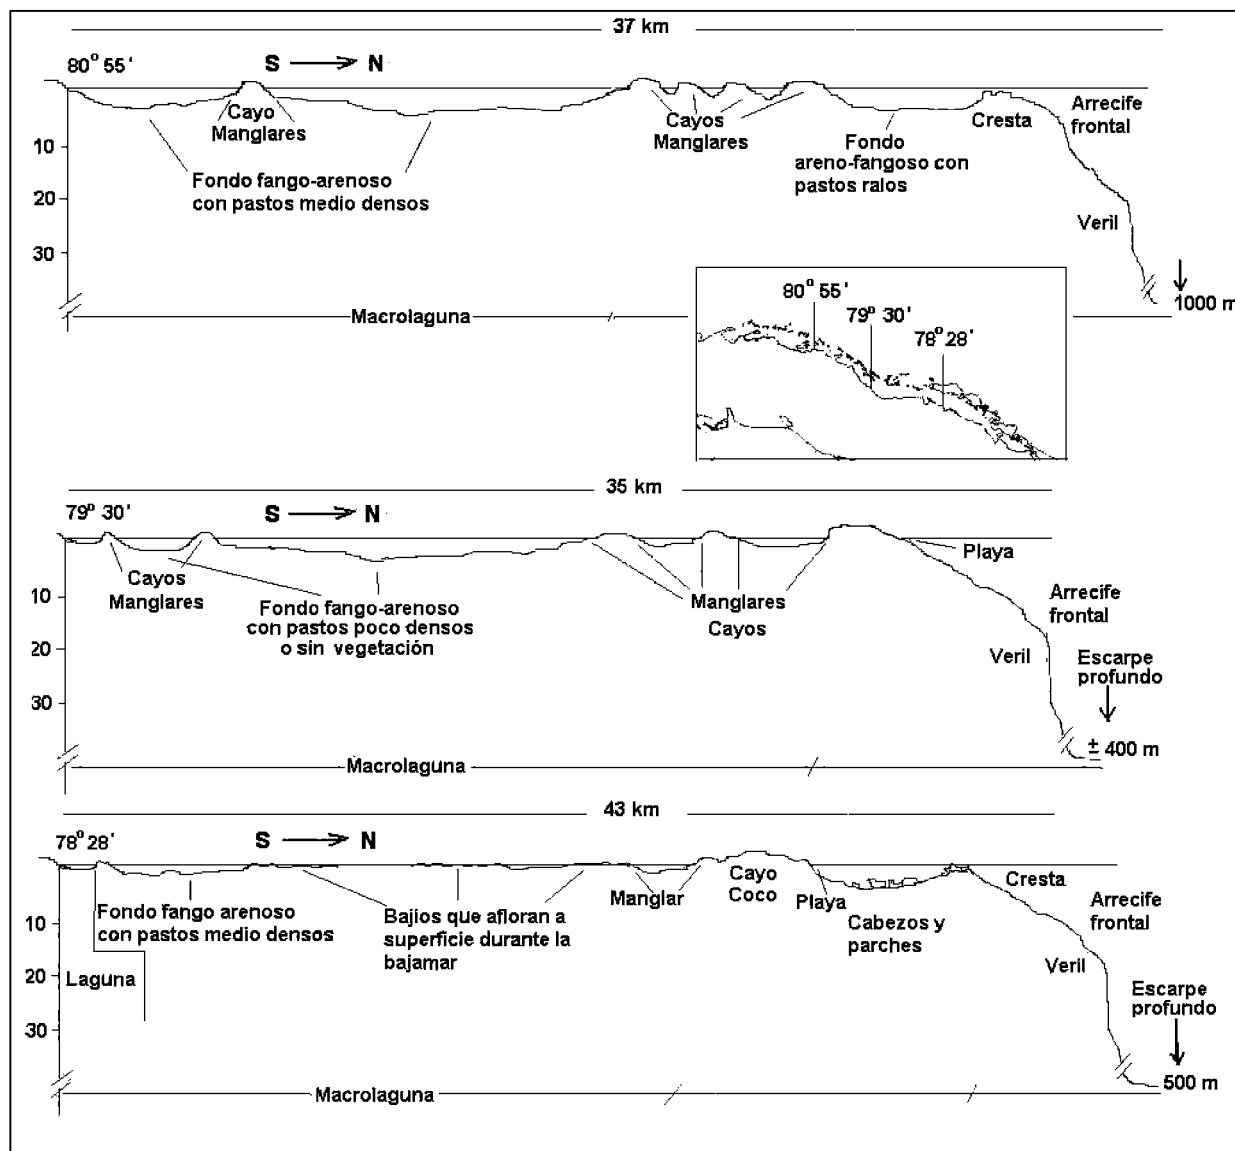 37 km
80° 55'
S N
Cayo
Manglares
Cayos
Manglares
Fondo
areno-fangoso con
pastos ralos
Cresta
Arrecife
frontal
10
Fondo fango-arenoso
con pastos medio densos
20
Veril
30
1000 m
Macrolaguna
80° 55'
79° 30'
78° 28'
35 km
79° 30'
S N
Playa
Cayos
Manglares
10
Fondo fango-arenoso
con pastos poco densos
o sin vegetación
Manglares
Cayos
Arrecife
frontal
20
Veril
Escarpe
profundo
30
± 400 m
Macrolaguna
43 km
78° 28'
S N
Manglar
Cayo
Coco
Playa
Cresta
Fondo fango arenoso
con pastos medio densos
Bajios que afloran a
superficie durante la
bajamar
Cabezos y
parches
Arrecife
frontal
10
Veril
20
Laguna
Escarpe
profundo
30
500 m
Macrolaguna